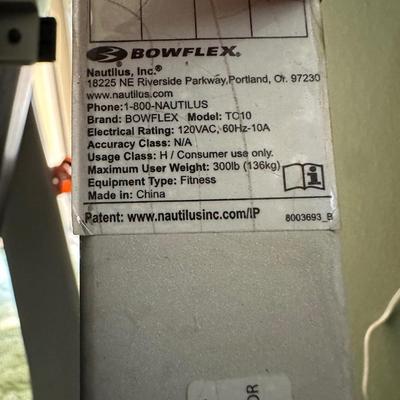 BOWFLEX.
Nautilus, Inc.®
18225 NE Riverside Parkway,Portland, Or. 97230
www.nautilus.com
Phone:1-800-NAUTILUS
Brand: BOWFLEX Model: TC10
Electrical Rating: 120VAC, 60Hz-10A
Accuracy Class: N/A
Usage Class: H / Consumer use only.
Maximum User Weight: 300lb (136kg)
Equipment Type: Fitness
Made in: China
Patent: www.nautilusinc.com/IP
8003693_B
OR